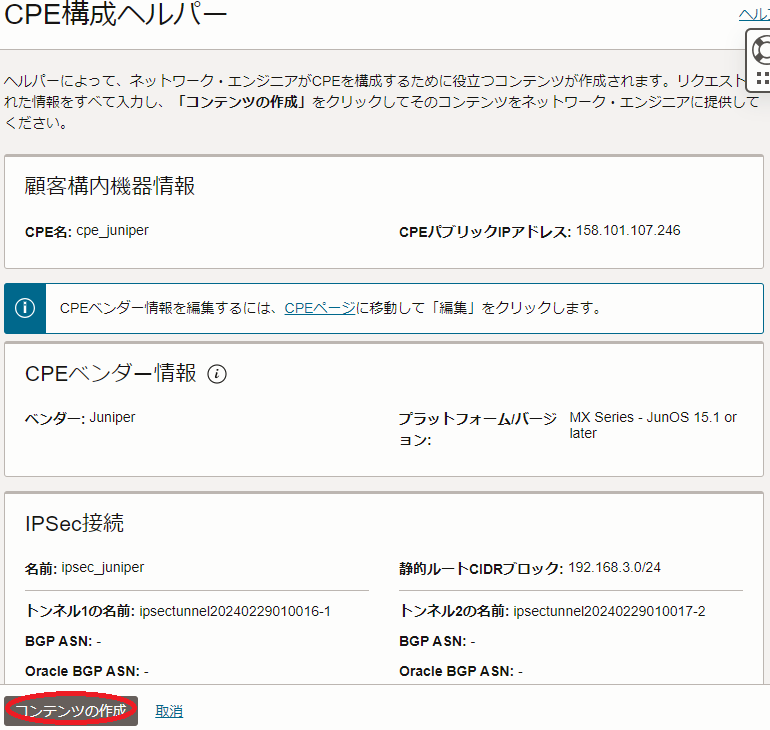 CPE構成ヘルパー
ヘルパーによって、ネットワーク・エンジニアがCPEを構成するために役立つコンテンツが作成されます。リクエスト
れた情報をすべて入力し、「コンテンツの作成」をクリックしてそのコンテンツをネットワーク・エンジニアに提供して
ください。
顧客構内機器情報
CPE名: cpe_juniper
CPEパブリックIPアドレス: 158.101.107.246
CPEベンダー情報を編集するには、CPEページに移動して「編集」をクリックします。
CPEベンダー情報
ベンダー: Juniper
プラットフォーム/バージ
ョン:
MX Series - JunOS 15.1 or
later
IPSec接続
名前: ipsec_juniper
静的ルートCIDRブロック: 192.168.3.0/24
トンネル1の名前: ipsectunnel20240229010016-1
トンネル2の名前: ipsectunnel20240229010017-2
BGP ASN: -
BGP ASN: -
Oracle BGP ASN: -
Oracle BGP ASN: -
コンテンツの作成
取消